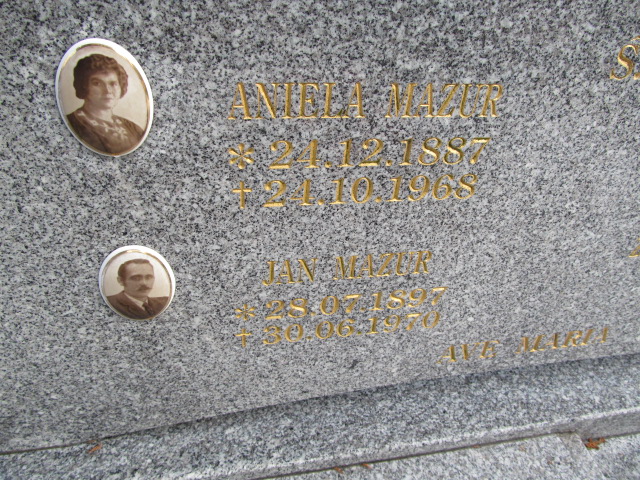 ANIELA MAZUR
* 24.12.1887
† 24.10.1968
JAN MAZUR
* 28.07.1897
† 30.06.1970
AVE MARIA